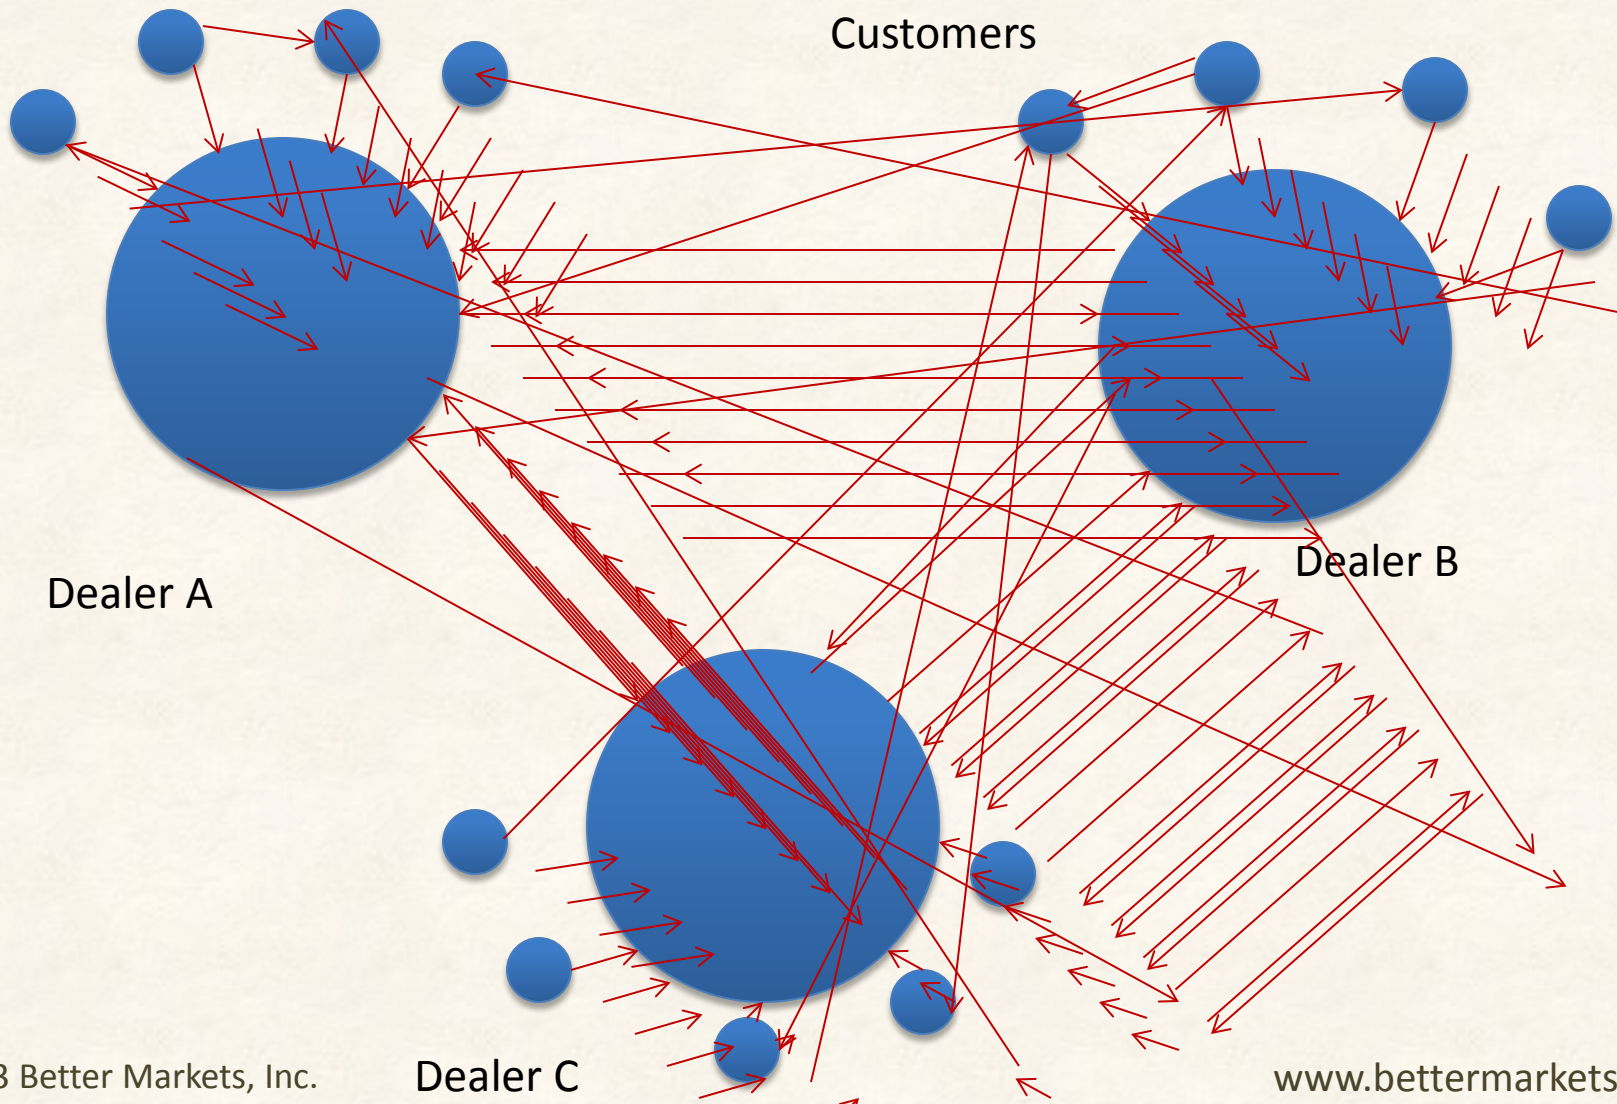 Customers
Dealer B
Dealer A
Dealer C
Better Markets, Inc.
www.bettermarkets